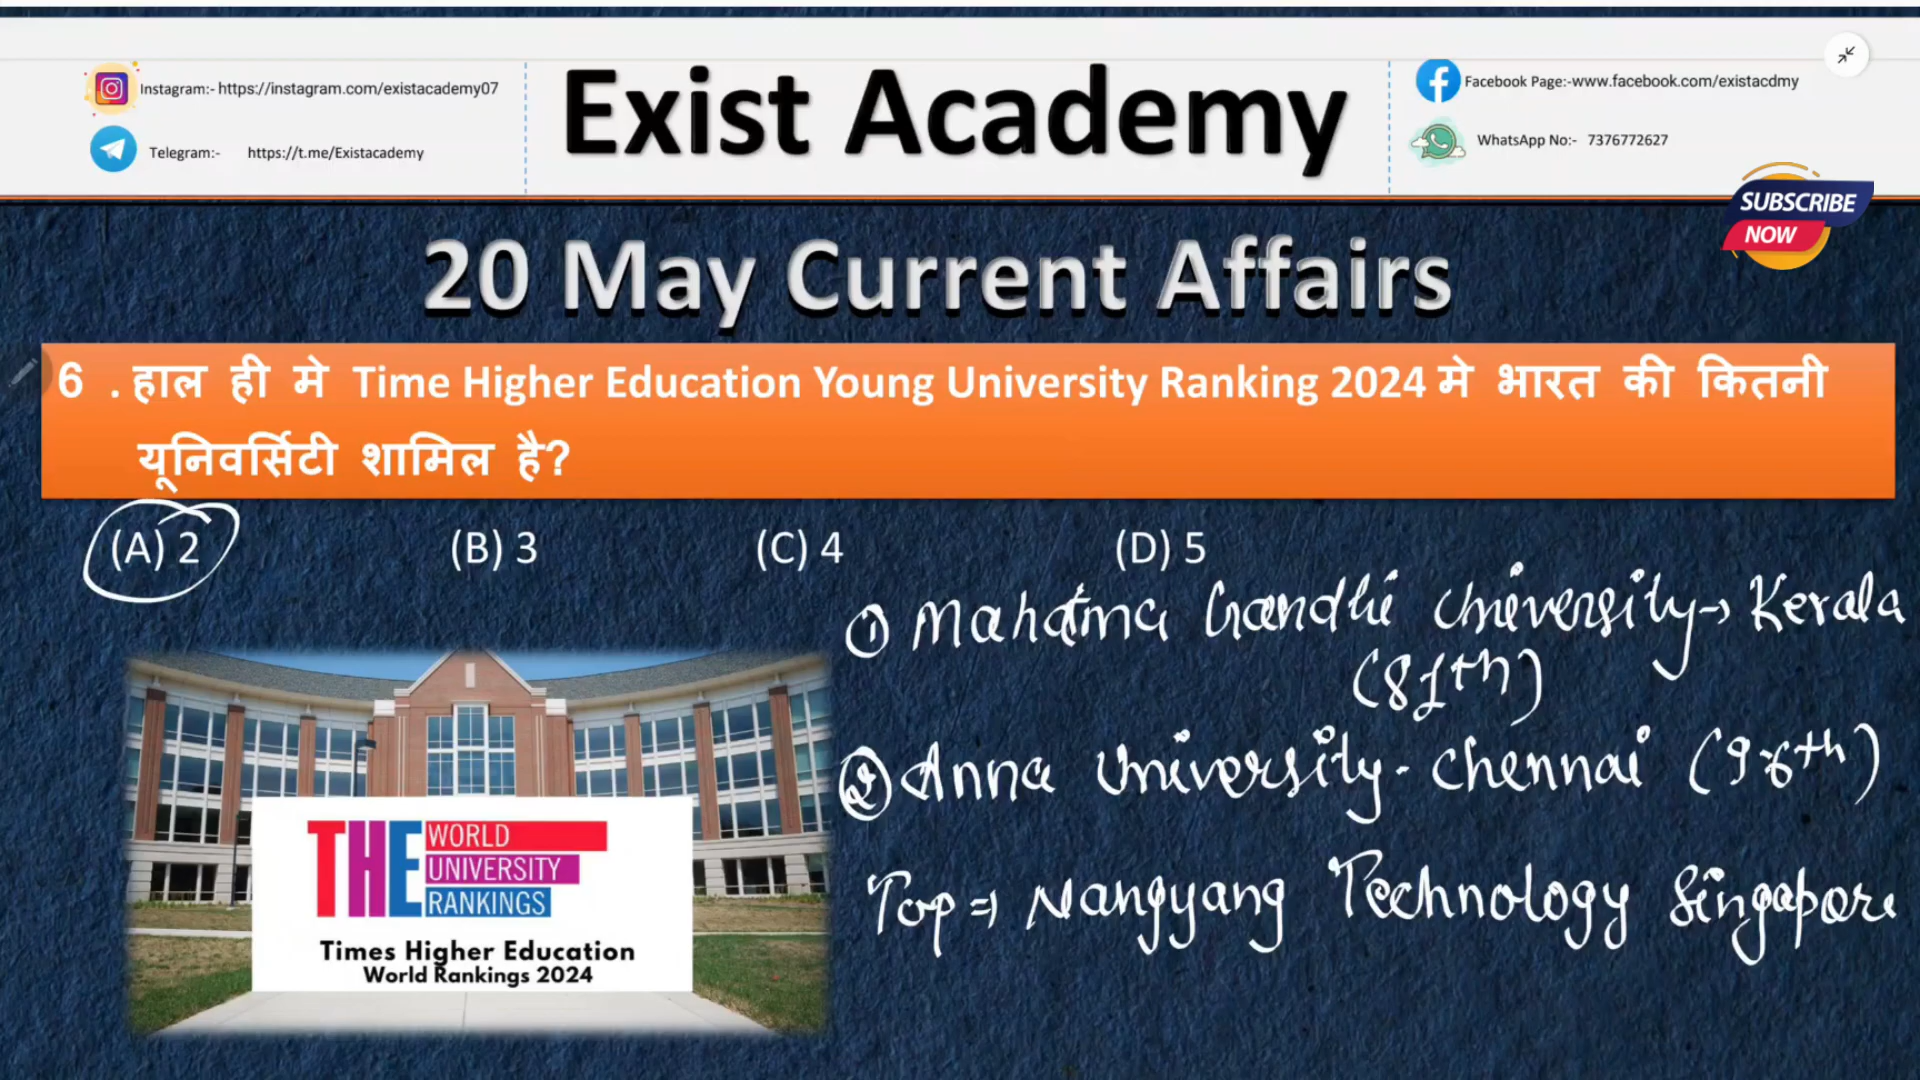 Instagram:- https://instagram.com/existacademy07
Telegram:- https://t.me/Existacademy
Exist Academy
Facebook Page:-www.facebook.com/existacdmy
WhatsApp No:- 7376772627
SUBSCRIBE
NOW
20 May Current Affairs
6 . हाल ही मे Time Higher Education Young University Ranking 2024 मे भारत की कितनी
यूनिवर्सिटी शामिल है?
(A) 2 (B) 3 (C) 4 (D) 5
① Mahatma Gandhi University → Kerala
(81th)
② Anna University - Chennai (96th)
Top ⇒ Nangyang Technology Singapore
THE WORLD
UNIVERSITY
RANKINGS
Times Higher Education
World Rankings 2024